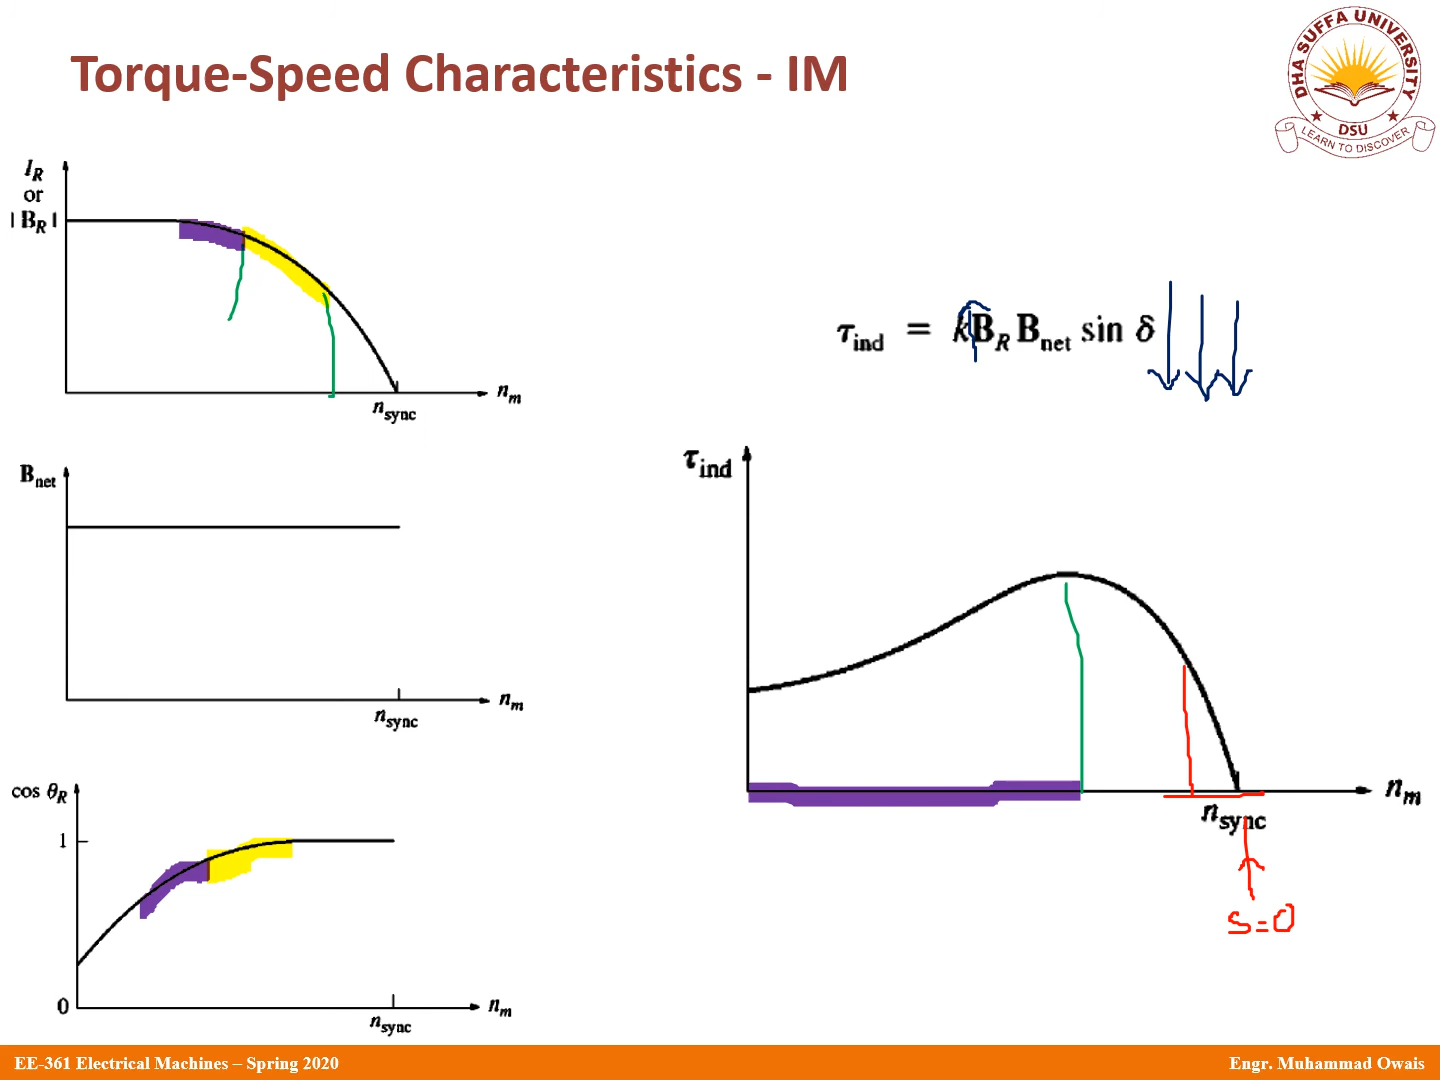 Torque-Speed Characteristics - IM
DHA SUFFA UNIVERSITY
DSU
LEARN TO DISCOVER
I_R
or
|B_R|
n_sync
n_m
τ_ind = kB_R B_net sin δ
B_net
n_sync
n_m
τ_ind
n_m
n_sync
S=0
cos θ_R
1
0
n_sync
n_m
EE-361 Electrical Machines – Spring 2020
Engr. Muhammad Owais